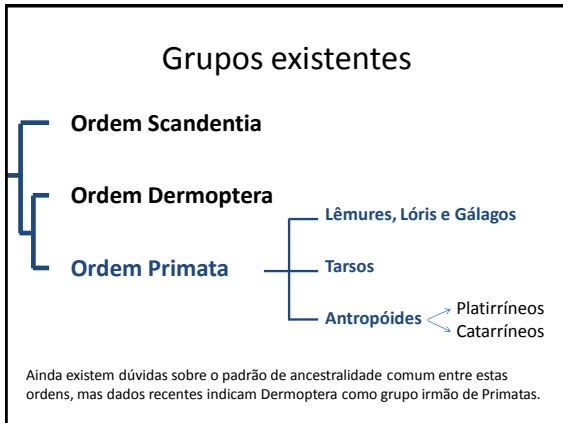 Grupos existentes
Ordem Scandentia
Ordem Dermoptera
Lêmures, Lóris e Gálagos
Ordem Primata
Tarsos
Antropóides
Platirríneos
Catarríneos
Ainda existem dúvidas sobre o padrão de ancestralidade comum entre estas
ordens, mas dados recentes indicam Dermoptera como grupo irmão de Primatas.